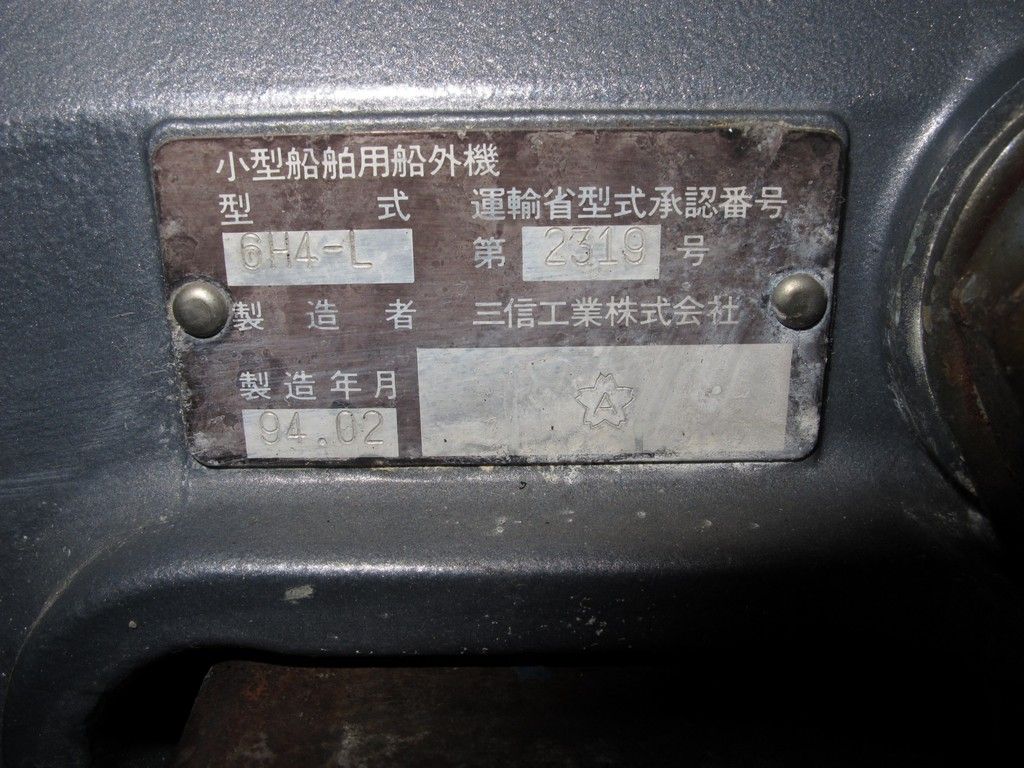 小型船舶用船外機
型 式 運輸省型式承認番号
6H4-L 第 2319 号
製 造 者 三信工業株式会社
製造年月
94.02 A